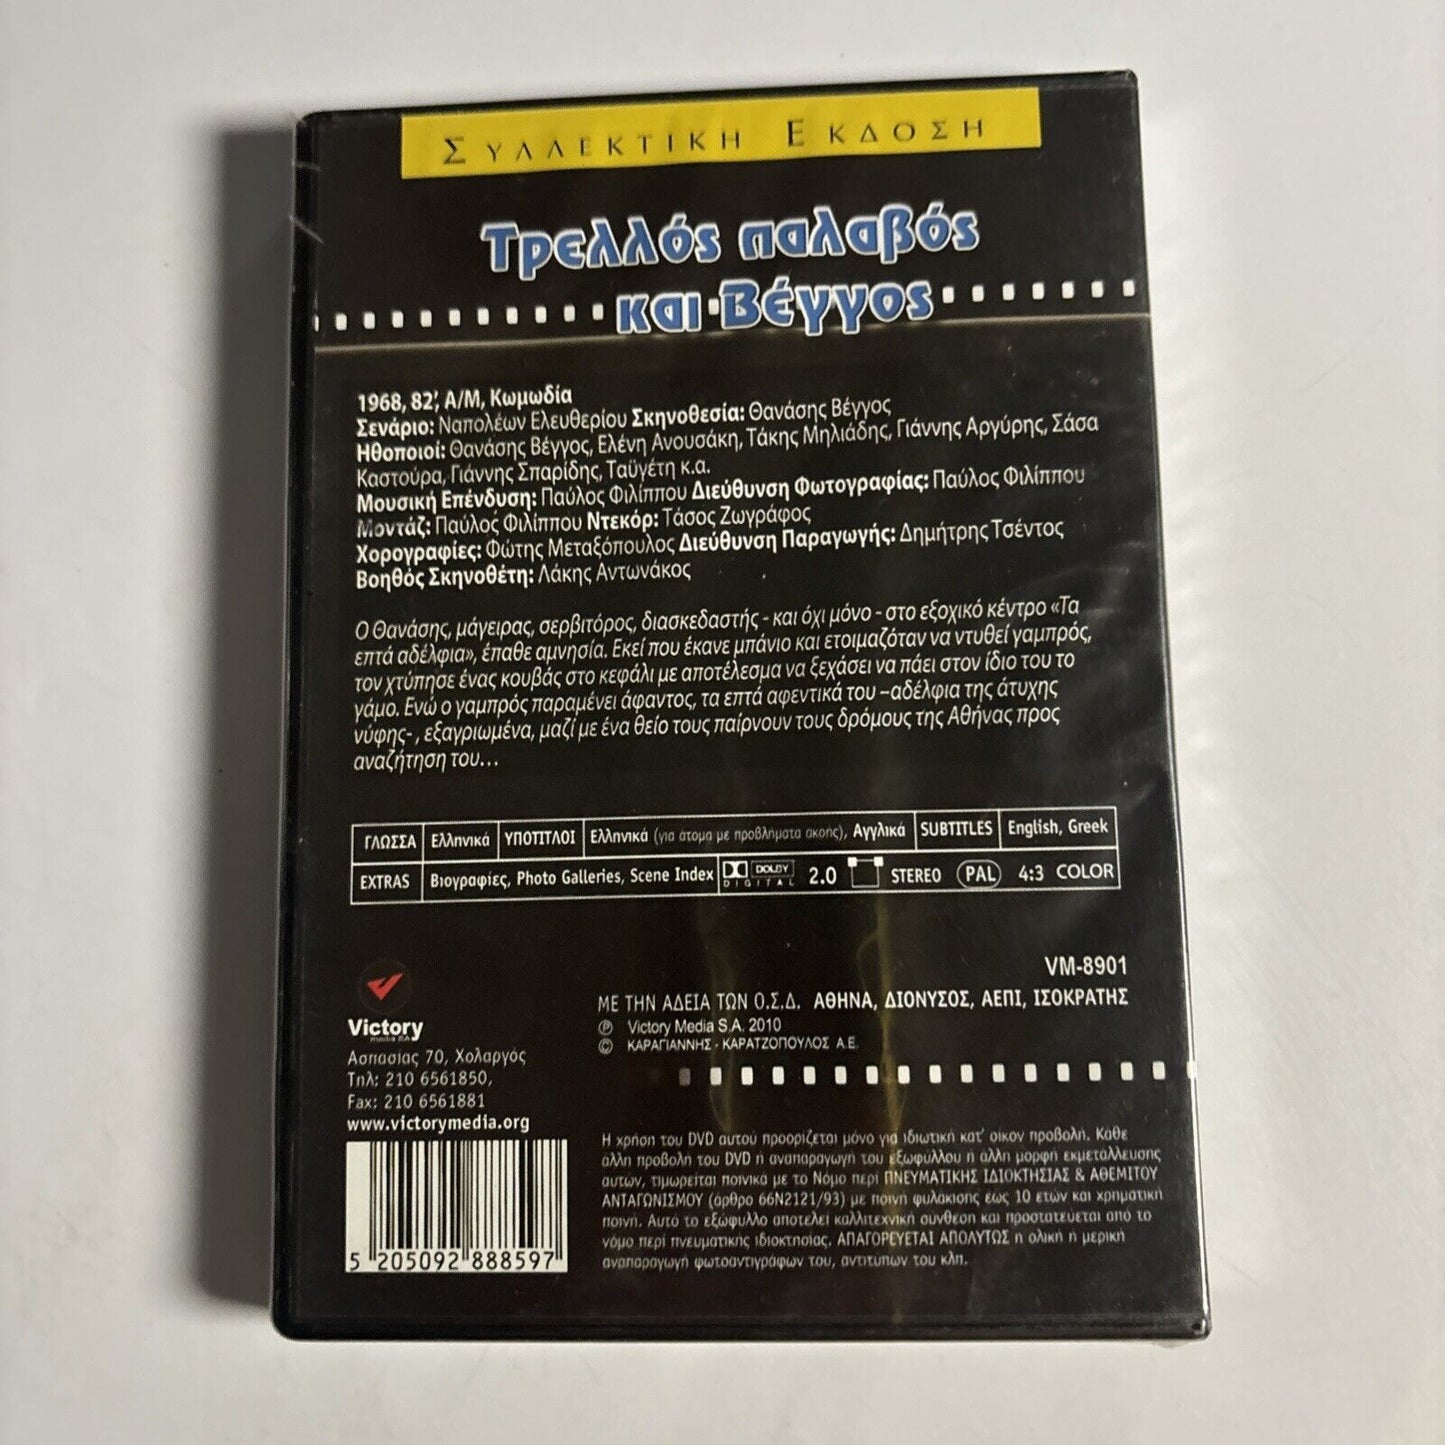 ΣΥΛΛΕΚΤΙΚΗ ΕΚΔΟΣΗ
Τρελλός παλαβός
και Βέγγος
1968, 82', Α/Μ, Κωμωδία
Σενάριο: Ναπολέων Ελευθερίου Σκηνοθεσία: Θανάσης Βέγγος
Ηθοποιοί: Θανάσης Βέγγος, Ελένη Ανουσάκη, Τάκης Μηλιάδης, Γιάννης Αργύρης, Σάσα
Καστούρα, Γιάννης Σπαρίδης, Ταϋγέτη κ.α.
Μουσική Επένδυση: Παύλος Φιλίππου Διεύθυνση Φωτογραφίας: Παύλος Φιλίππου
Μοντάζ: Παύλος Φιλίππου Ντεκόρ: Τάσος Ζωγράφος
Χορογραφίες: Φώτης Μεταξόπουλος Διεύθυνση Παραγωγής: Δημήτρης Τσέντος
Βοηθός Σκηνοθέτη: Λάκης Αντωνάκος
Ο Θανάσης, μάγειρας, σερβιτόρος, διασκεδαστής - και όχι μόνο - στο εξοχικό κέντρο «Τα
επτά αδέλφια», έπαθε αμνησία. Εκεί που έκανε μπάνιο και ετοιμαζόταν να ντυθεί γαμπρός,
τον χτύπησε ένας κουβάς στο κεφάλι με αποτέλεσμα να ξεχάσει να πάει στον ίδιο του το
γάμο. Ενώ ο γαμπρός παραμένει άφαντος, τα επτά αφεντικά του –αδέλφια της άτυχης
νύφης- , εξαγριωμένα, μαζί με ένα θείο τους παίρνουν τους δρόμους της Αθήνας προς
αναζήτηση του...
ΓΛΩΣΣΑ Ελληνικά ΥΠΟΤΙΤΛΟΙ Ελληνικά (για άτομα με προβλήματα ακοής), Αγγλικά SUBTITLES English, Greek
EXTRAS Βιογραφίες, Photo Galleries, Scene Index DOLBY DIGITAL 2.0 STEREO PAL 4:3 COLOR
VM-8901
ΜΕ ΤΗΝ ΑΔΕΙΑ ΤΩΝ Ο.Σ.Δ. ΑΘΗΝΑ, ΔΙΟΝΥΣΟΣ, ΑΕΠΙ, ΙΣΟΚΡΑΤΗΣ
℗ Victory Media S.A. 2010
© ΚΑΡΑΓΙΑΝΝΗΣ - ΚΑΡΑΤΖΟΠΟΥΛΟΣ Α.Ε.
Victory
media SA
Ασπασίας 70, Χολαργός
Τηλ: 210 6561850,
Fax: 210 6561881
www.victorymedia.org
5 205092 888597
Η χρήση του DVD αυτού προορίζεται μόνο για ιδιωτική κατ' οίκον προβολή. Κάθε
άλλη προβολή του DVD ή αναπαραγωγή του εξωφύλλου ή άλλη μορφή εκμετάλλευσης
αυτών, τιμωρείται ποινικά με το Νόμο περί ΠΝΕΥΜΑΤΙΚΗΣ ΙΔΙΟΚΤΗΣΙΑΣ & ΑΘΕΜΙΤΟΥ
ΑΝΤΑΓΩΝΙΣΜΟΥ (άρθρο 66Ν2121/93) με ποινή φυλάκισης έως 10 ετών και χρηματική
ποινή. Αυτό το εξώφυλλο αποτελεί καλλιτεχνική σύνθεση και προστατεύεται από το
νόμο περί πνευματικής ιδιοκτησίας. ΑΠΑΓΟΡΕΥΕΤΑΙ ΑΠΟΛΥΤΩΣ η ολική ή μερική
αναπαραγωγή φωτοαντιγράφων του, αντιτύπων του κλπ.